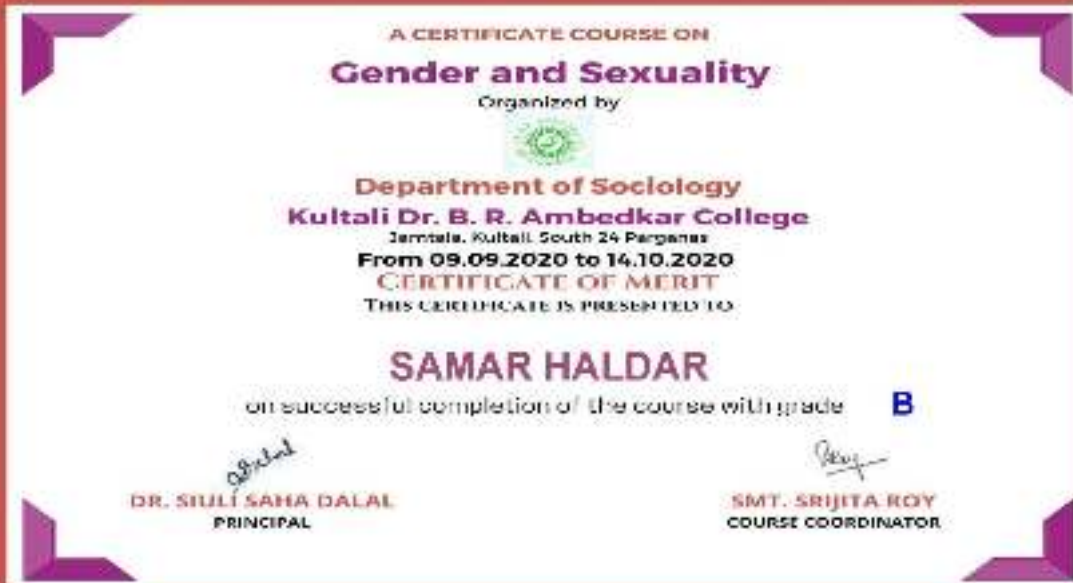 A CERTIFICATE COURSE ON
Gender and Sexuality
Organized by
Department of Sociology
Kultali Dr. B. R. Ambedkar College
Jamtala, Kultali, South 24 Parganas
From 09.09.2020 to 14.10.2020
CERTIFICATE OF MERIT
THIS CERTIFICATE IS PRESENTED TO
SAMAR HALDAR
on successful completion of the course with grade B
DR. SIULI SAHA DALAL
PRINCIPAL
SMT. SRIJITA ROY
COURSE COORDINATOR